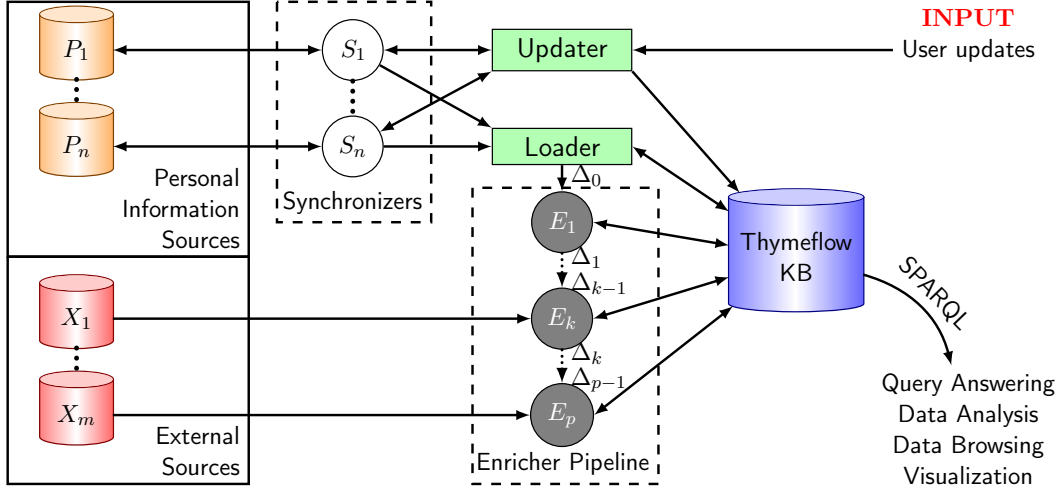 INPUT
User updates
P₁
Pₙ
Personal
Information
Sources
S₁
Sₙ
Synchronizers
Updater
Loader
Δ₀
E₁
Δ₁
Δₖ₋₁
Eₖ
Δₖ
Δₚ₋₁
Eₚ
Enricher Pipeline
X₁
Xₘ
External
Sources
Thymeflow
KB
SPARQL
Query Answering
Data Analysis
Data Browsing
Visualization